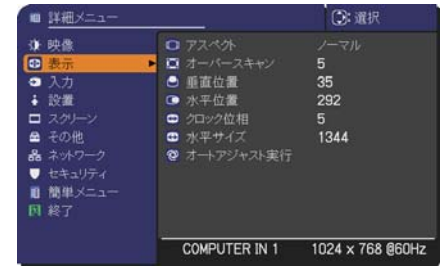 詳細メニュー
選択
映像
表示
入力
設置
スクリーン
その他
ネットワーク
セキュリティ
簡単メニュー
終了
アスペクト ノーマル
オーバースキャン 5
垂直位置 35
水平位置 292
クロック位相 5
水平サイズ 1344
オートアジャスト実行
COMPUTER IN 1 1024 x 768 @60Hz